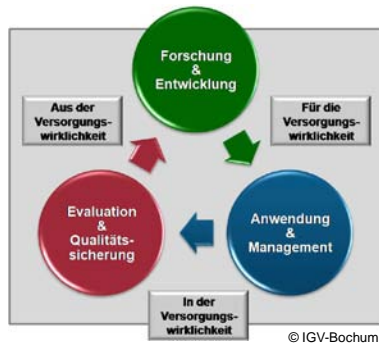 Forschung
&
Entwicklung
Aus der
Versorgungs-
wirklichkeit
Für die
Versorgungs-
wirklichkeit
Evaluation
&
Qualitäts-
sicherung
Anwendung
&
Management
In der
Versorgungs-
wirklichkeit
© IGV-Bochum